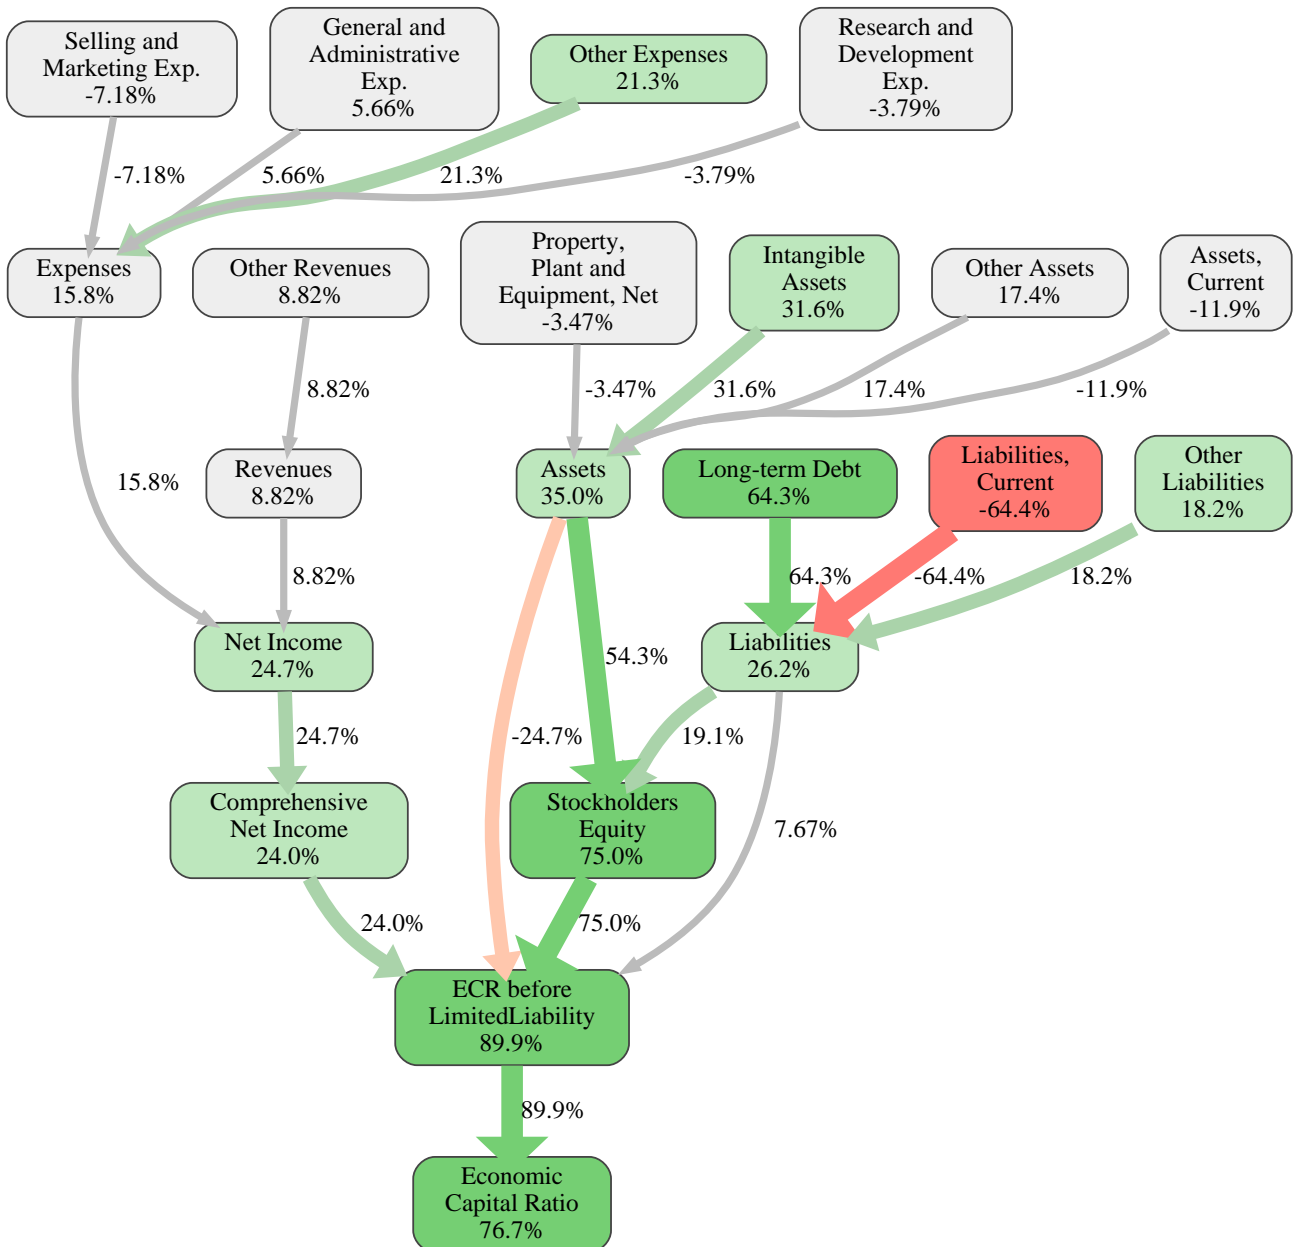 Selling and
Marketing Exp.
-7.18%
General and
Administrative
Exp.
5.66%
Other Expenses
21.3%
Research and
Development
Exp.
-3.79%
-7.18%
5.66%
21.3%
-3.79%
Expenses
15.8%
Other Revenues
8.82%
Property,
Plant and
Equipment, Net
-3.47%
Intangible
Assets
31.6%
Other Assets
17.4%
Assets,
Current
-11.9%
8.82%
-3.47%
31.6%
17.4%
-11.9%
15.8%
Revenues
8.82%
Assets
35.0%
Long-term Debt
64.3%
Liabilities,
Current
-64.4%
Other
Liabilities
18.2%
8.82%
64.3%
-64.4%
18.2%
Net Income
24.7%
54.3%
Liabilities
26.2%
24.7%
-24.7%
19.1%
Comprehensive
Net Income
24.0%
Stockholders
Equity
75.0%
7.67%
24.0%
75.0%
ECR before
LimitedLiability
89.9%
89.9%
Economic
Capital Ratio
76.7%